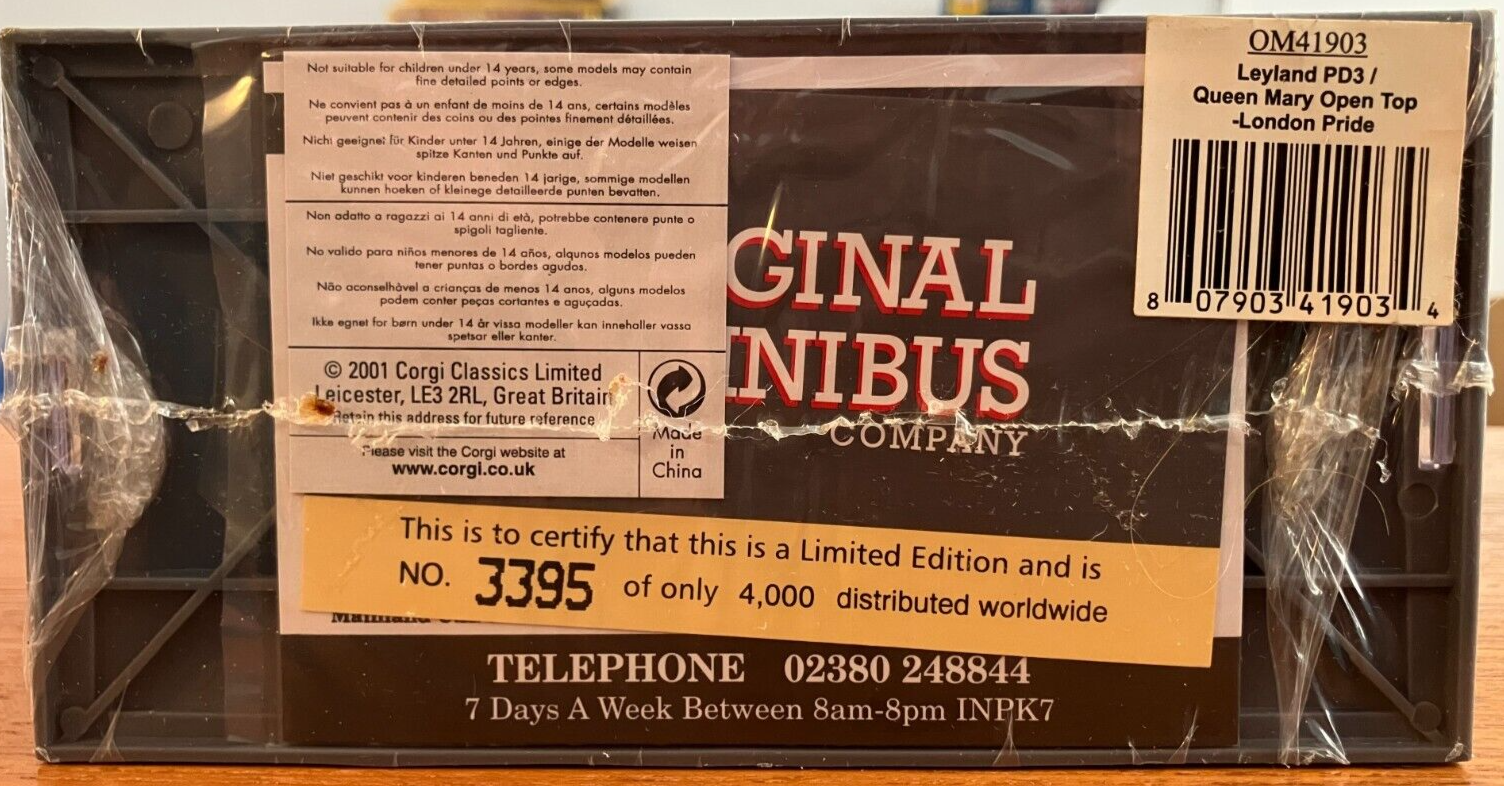 Not suitable for children under 14 years, some models may contain
fine detailed points or edges.
Ne convient pas à un enfant de moins de 14 ans, certains modèles
peuvent contenir des coins ou des pointes finement détaillées.
Nicht geeignet für Kinder unter 14 Jahren, einige der Modelle weisen
spitze Kanten und Punkte auf.
Niet geschikt voor kinderen beneden 14 jarige, sommige modellen
kunnen hoeken of kleinege detailleerde punten bevatten.
Non adatto a ragazzi ai 14 anni di età, potrebbe contenere punte o
spigoli tagliente.
No valido para niños menores de 14 años, algunos modelos pueden
tener puntas o bordes agudos.
Não aconselhàvel a crianças de menos 14 anos, alguns modelos
podem conter peças cortantes e aguçadas.
Ikke egnet for børn under 14 år vissa modeller kan innehaller vassa
spetsar eller kanter.
© 2001 Corgi Classics Limited
Leicester, LE3 2RL, Great Britain
Retain this address for future reference
Please visit the Corgi website at
www.corgi.co.uk
Made
in
China
GINAL
NIBUS
COMPANY
OM41903
Leyland PD3 /
Queen Mary Open Top
-London Pride
8 07903 41903 4
This is to certify that this is a Limited Edition and is
NO. 3395 of only 4,000 distributed worldwide
TELEPHONE 02380 248844
7 Days A Week Between 8am-8pm INPK7